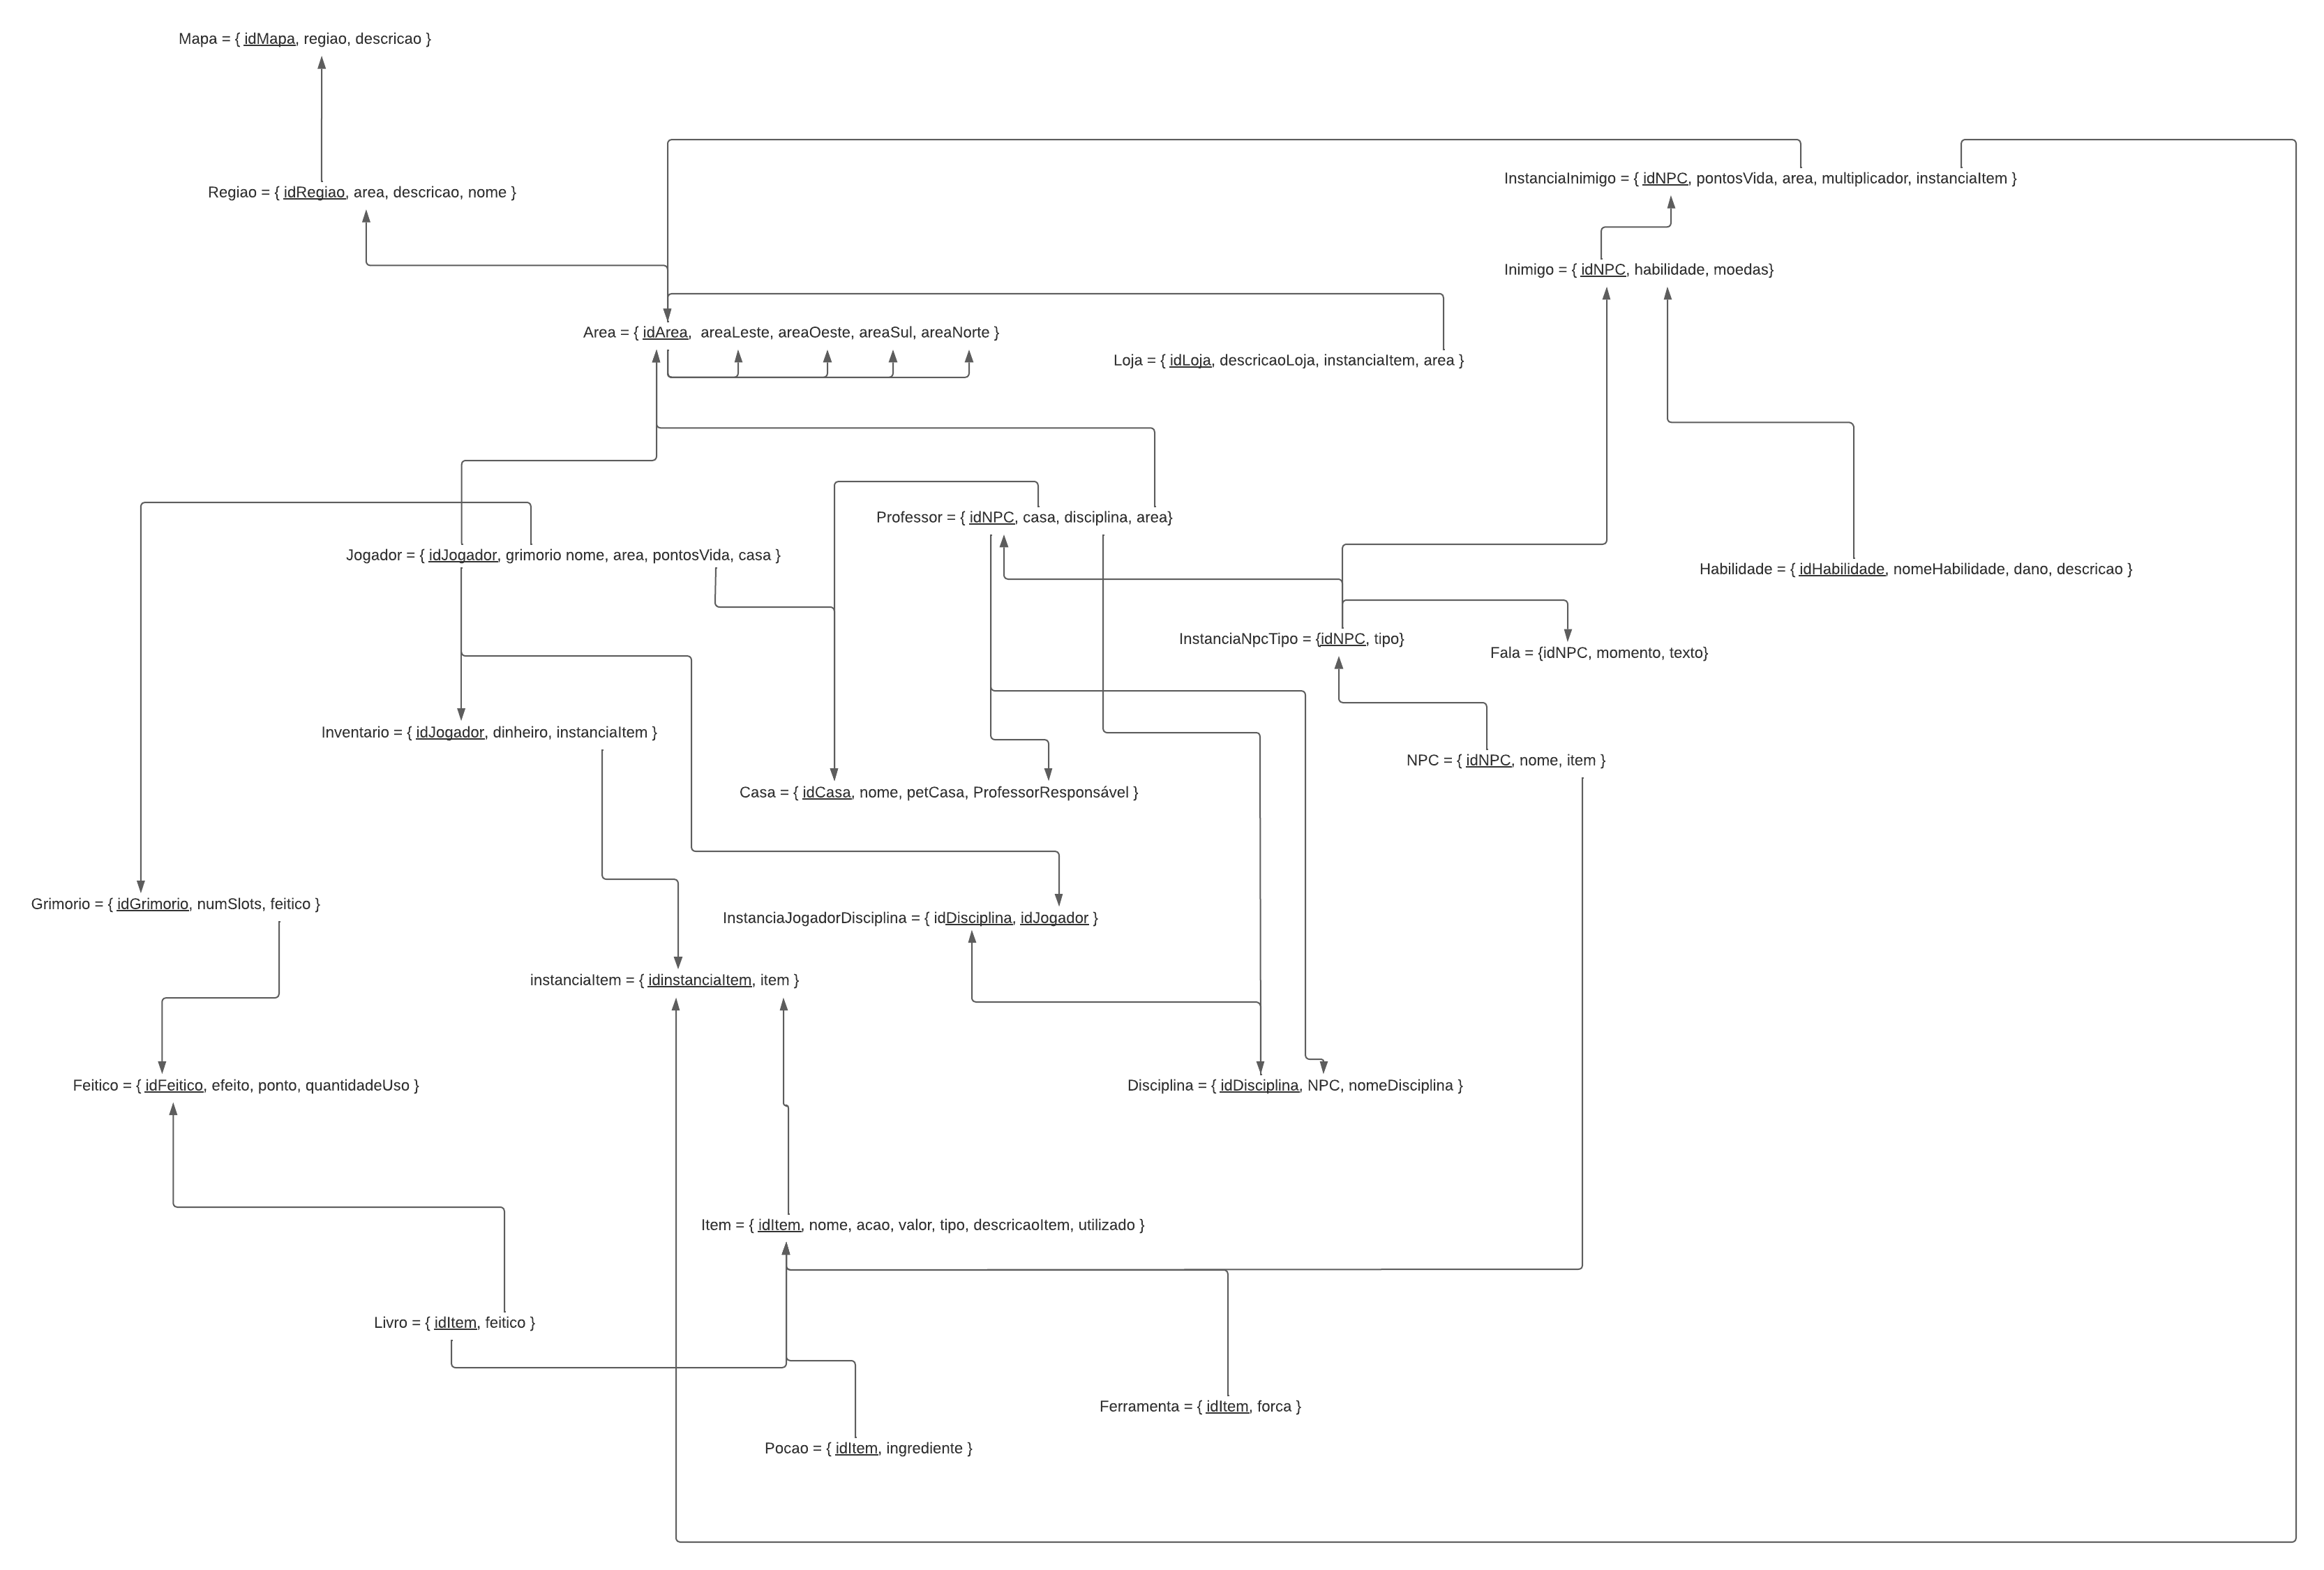 Mapa = { idMapa, regiao, descricao }
InstanciaInimigo = { idNPC, pontosVida, area, multiplicador, instanciaItem }
Regiao = { idRegiao, area, descricao, nome }
Inimigo = { idNPC, habilidade, moedas}
Area = { idArea,  areaLeste, areaOeste, areaSul, areaNorte }
Loja = { idLoja, descricaoLoja, instanciaItem, area }
Professor = { idNPC, casa, disciplina, area}
Jogador = { idJogador, grimorio nome, area, pontosVida, casa }
Habilidade = { idHabilidade, nomeHabilidade, dano, descricao }
InstanciaNpcTipo = {idNPC, tipo}
Fala = {idNPC, momento, texto}
Inventario = { idJogador, dinheiro, instanciaItem }
NPC = { idNPC, nome, item }
Casa = { idCasa, nome, petCasa, ProfessorResponsável }
Grimorio = { idGrimorio, numSlots, feitico }
InstanciaJogadorDisciplina = { idDisciplina, idJogador }
instanciaItem = { idinstanciaItem, item }
Feitico = { idFeitico, efeito, ponto, quantidadeUso }
Disciplina = { idDisciplina, NPC, nomeDisciplina }
Item = { idItem, nome, acao, valor, tipo, descricaoItem, utilizado }
Livro = { idItem, feitico }
Ferramenta = { idItem, forca }
Pocao = { idItem, ingrediente }